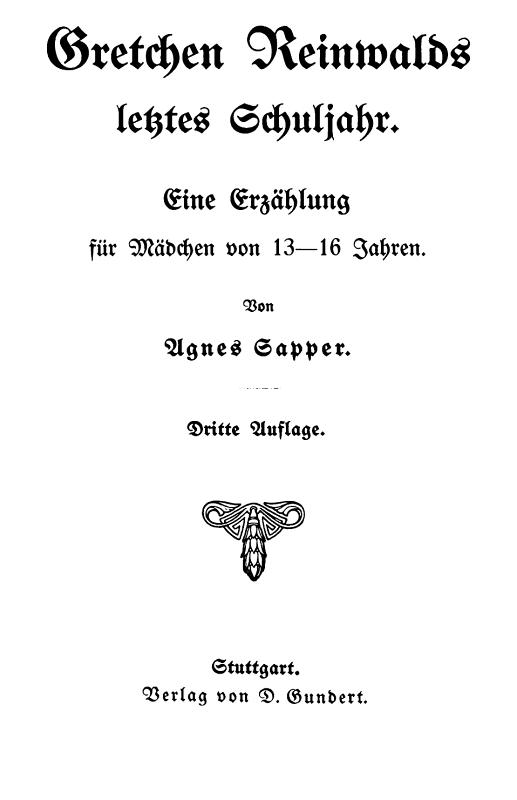 Gretchen Reinwalds
letztes Schuljahr.
Eine Erzählung
für Mädchen von 13—16 Jahren.
Von
Agnes Sapper.
Dritte Auflage.
Stuttgart.
Verlag von D. Gundert.